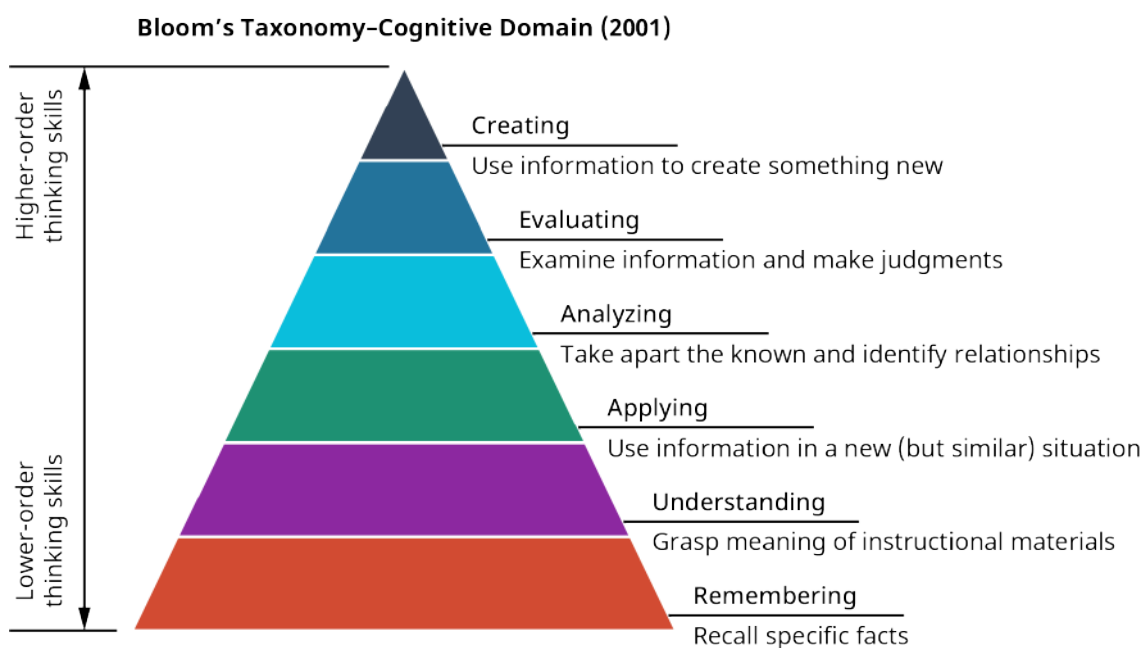 Bloom’s Taxonomy–Cognitive Domain (2001)
Higher-order
thinking skills
Creating
Use information to create something new
Evaluating
Examine information and make judgments
Analyzing
Take apart the known and identify relationships
Applying
Use information in a new (but similar) situation
Lower-order
thinking skills
Understanding
Grasp meaning of instructional materials
Remembering
Recall specific facts